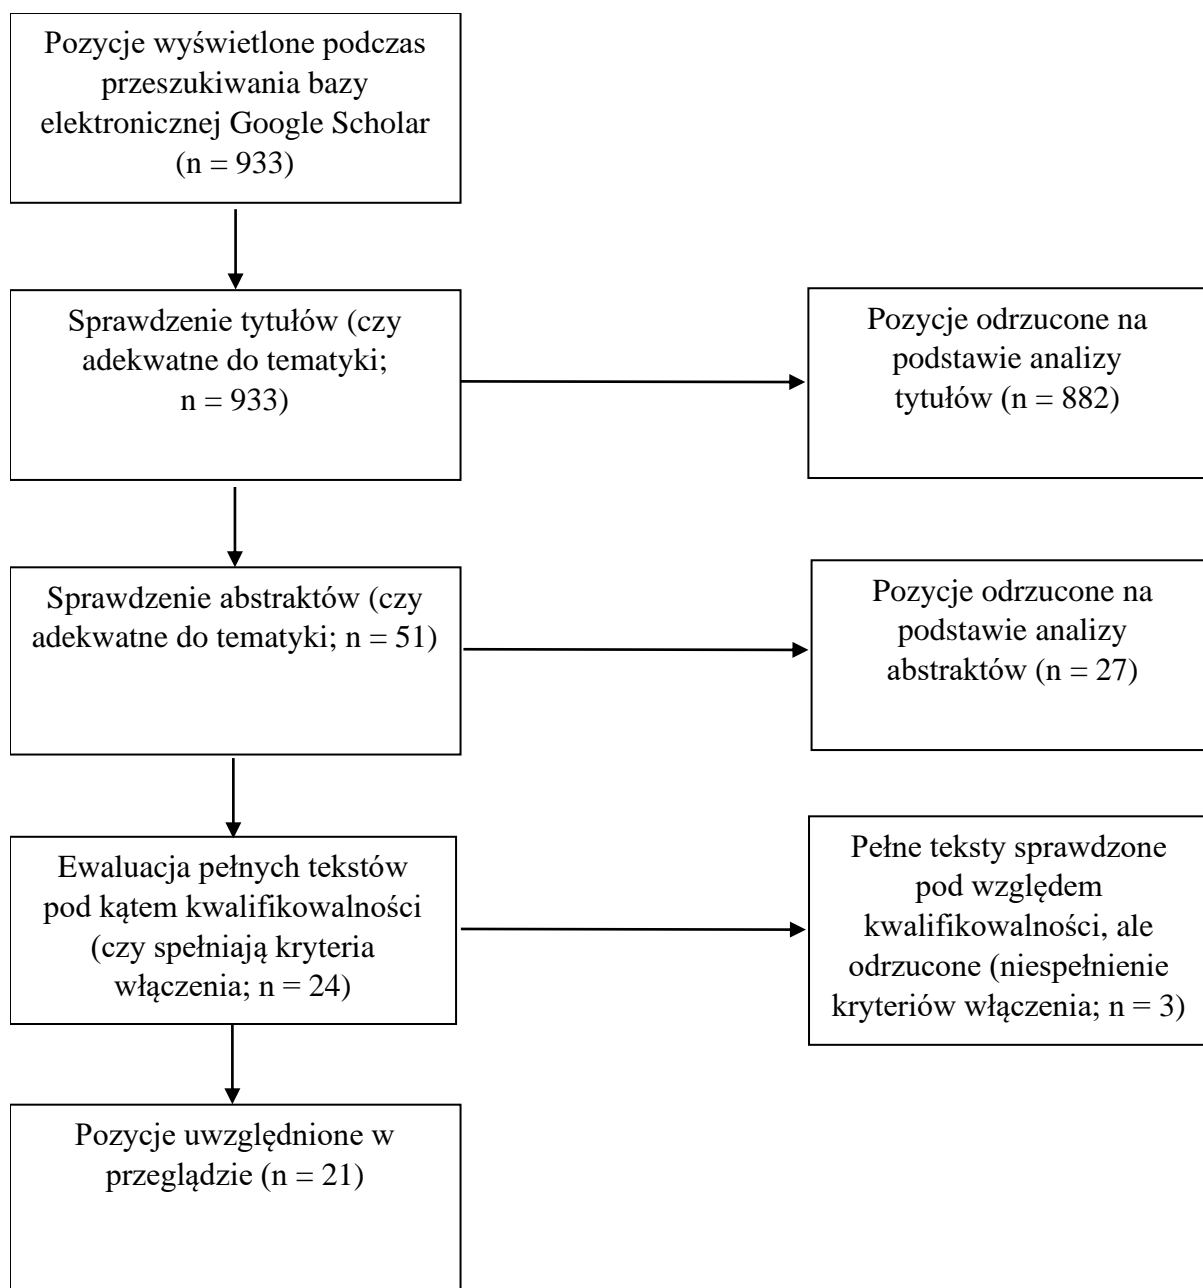 Pozycje wyświetlone podczas
przeszukiwania bazy
elektronicznej Google Scholar
(n = 933)
Sprawdzenie tytułów (czy
adekwatne do tematyki;
n = 933)
Pozycje odrzucone na
podstawie analizy
tytułów (n = 882)
Sprawdzenie abstraktów (czy
adekwatne do tematyki; n = 51)
Pozycje odrzucone na
podstawie analizy
abstraktów (n = 27)
Ewaluacja pełnych tekstów
pod kątem kwalifikowalności
(czy spełniają kryteria
włączenia; n = 24)
Pełne teksty sprawdzone
pod względem
kwalifikowalności, ale
odrzucone (niespełnienie
kryteriów włączenia; n = 3)
Pozycje uwzględnione w
przeglądzie (n = 21)